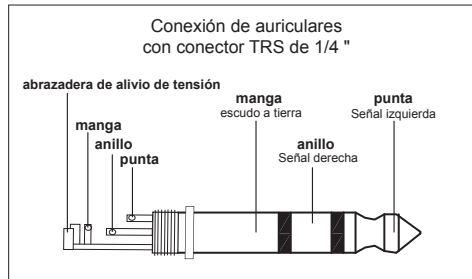 Conexión de auriculares
con conector TRS de 1/4 "
abrazadera de alivio de tensión
manga
anillo
punta
manga
escudo a tierra
anillo
Señal derecha
punta
Señal izquierda